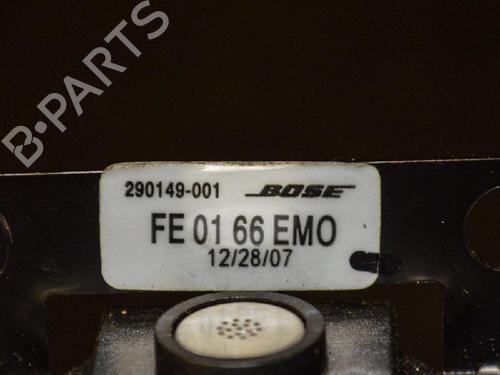 B-PARTS
290149-001 BOSE
FE 01 66 EMO
12/28/07